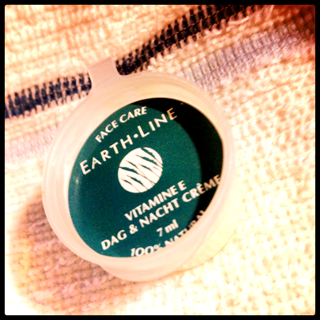 FACE CARE
EARTH·LINE
VITAMINE E
DAG & NACHT CRÈME
7 ml
100% NATURAL